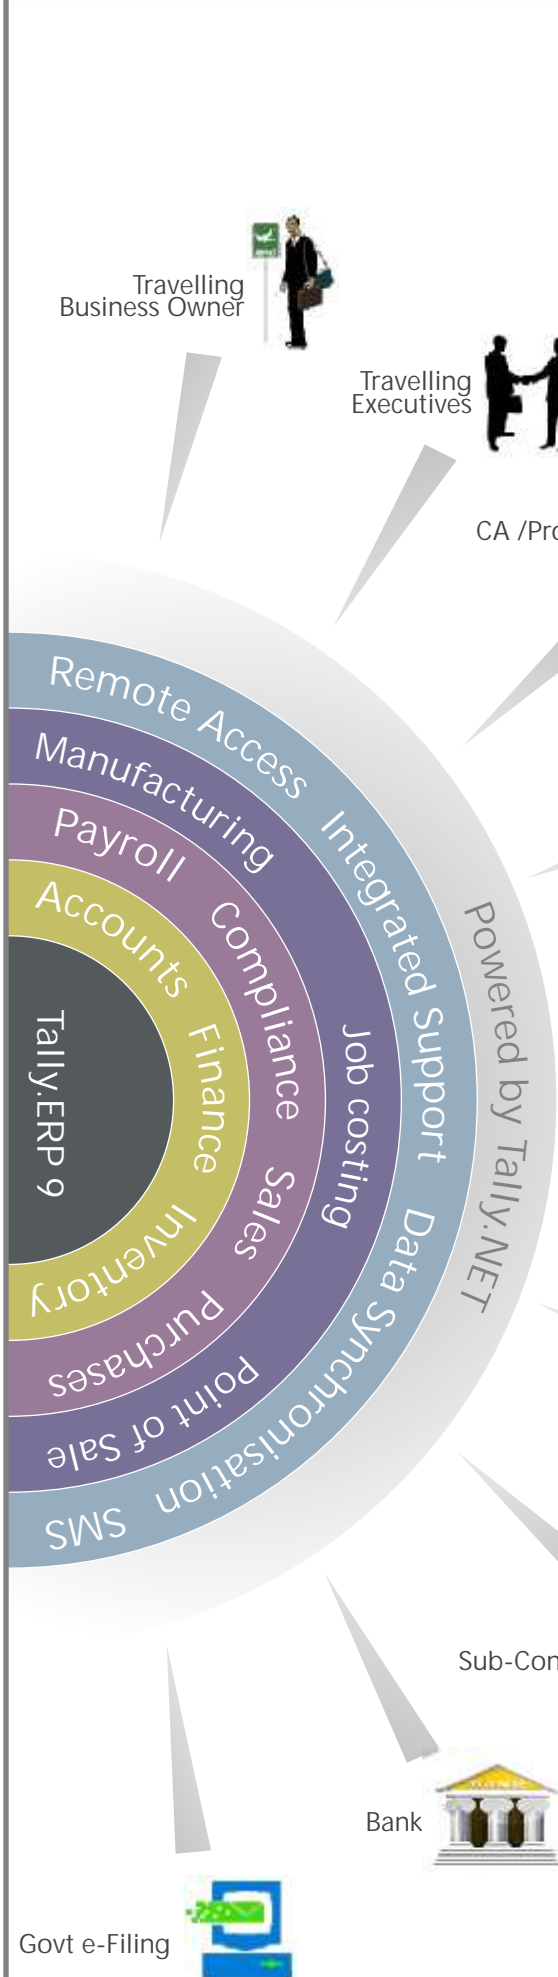 Travelling
Business Owner
Travelling
Executives
CA /Pro
Remote Access
Integrated Support
Data Synchronisation
SMS
Manufacturing
Job costing
Point of Sale
Payroll
Compliance
Sales
Purchases
Accounts
Finance
Inventory
Tally.ERP 9
Powered by Tally.NET
Sub-Con
Bank
Govt e-Filing